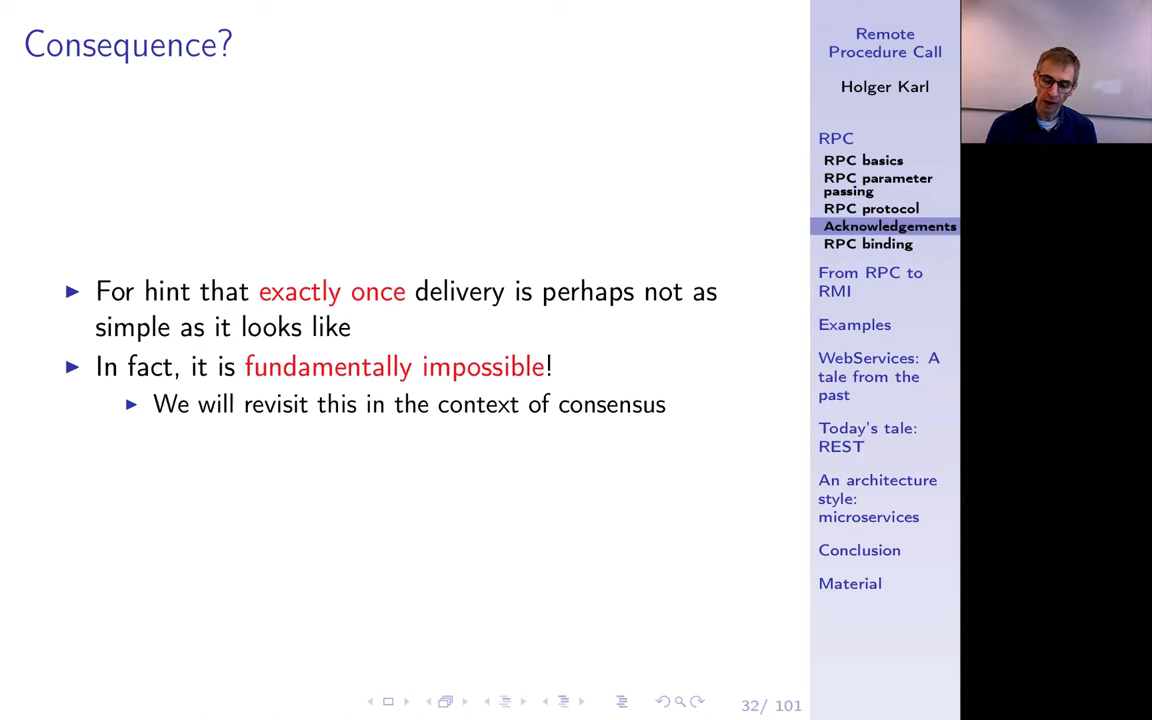 Consequence?
For hint that exactly once delivery is perhaps not as
simple as it looks like
In fact, it is fundamentally impossible!
We will revisit this in the context of consensus
Remote
Procedure Call
Holger Karl
RPC
RPC basics
RPC parameter
passing
RPC protocol
Acknowledgements
RPC binding
From RPC to
RMI
Examples
WebServices: A
tale from the
past
Today's tale:
REST
An architecture
style:
microservices
Conclusion
Material
32/ 101